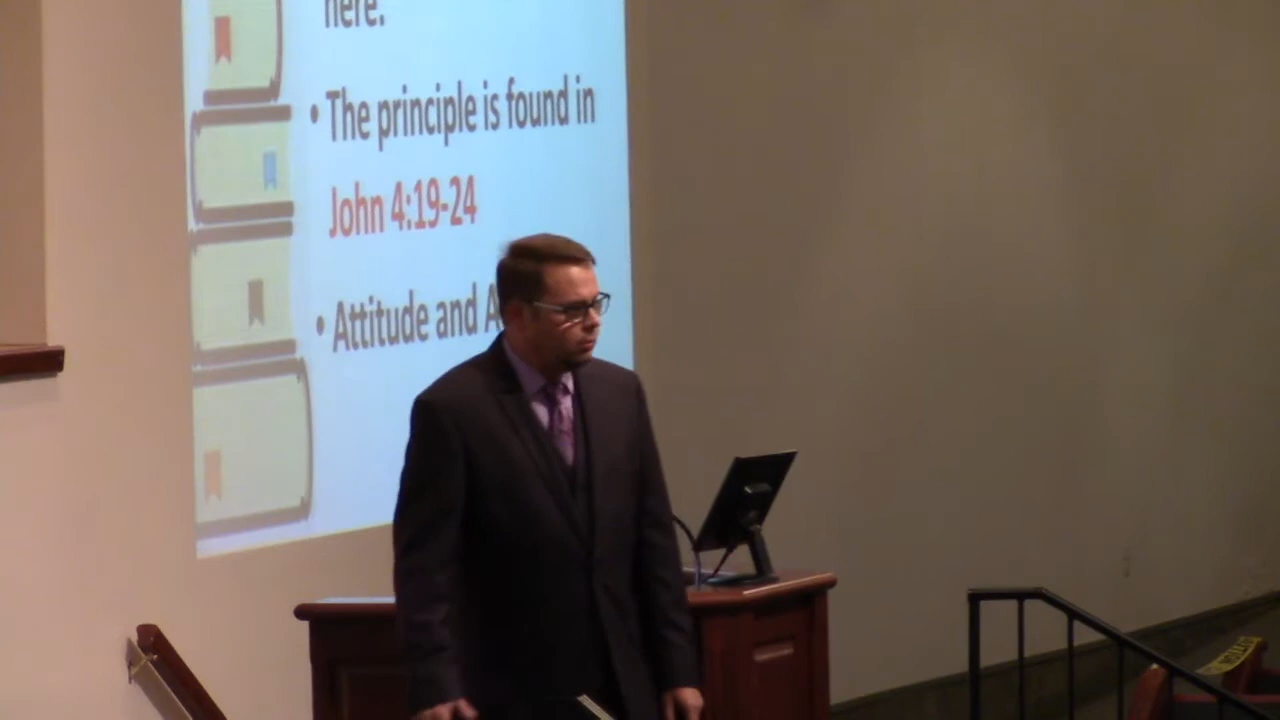 here.
• The principle is found in
John 4:19-24
• Attitude and A